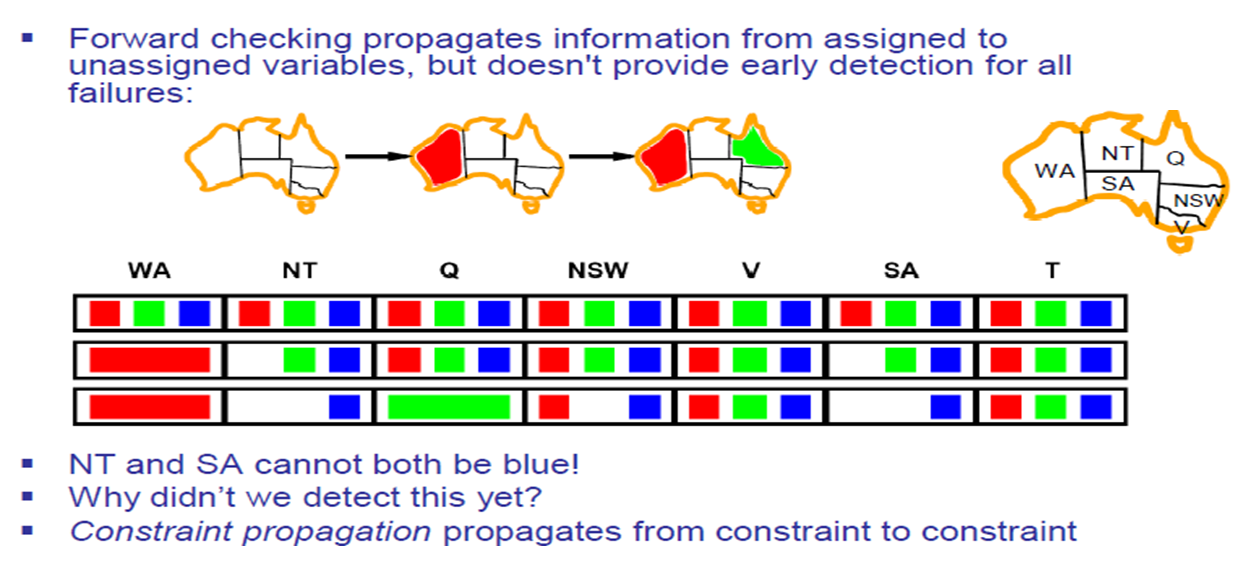 Forward checking propagates information from assigned to
unassigned variables, but doesn't provide early detection for all
failures:
WA NT Q
SA NSW
V
WA NT Q NSW V SA T
NT and SA cannot both be blue!
Why didn’t we detect this yet?
Constraint propagation propagates from constraint to constraint